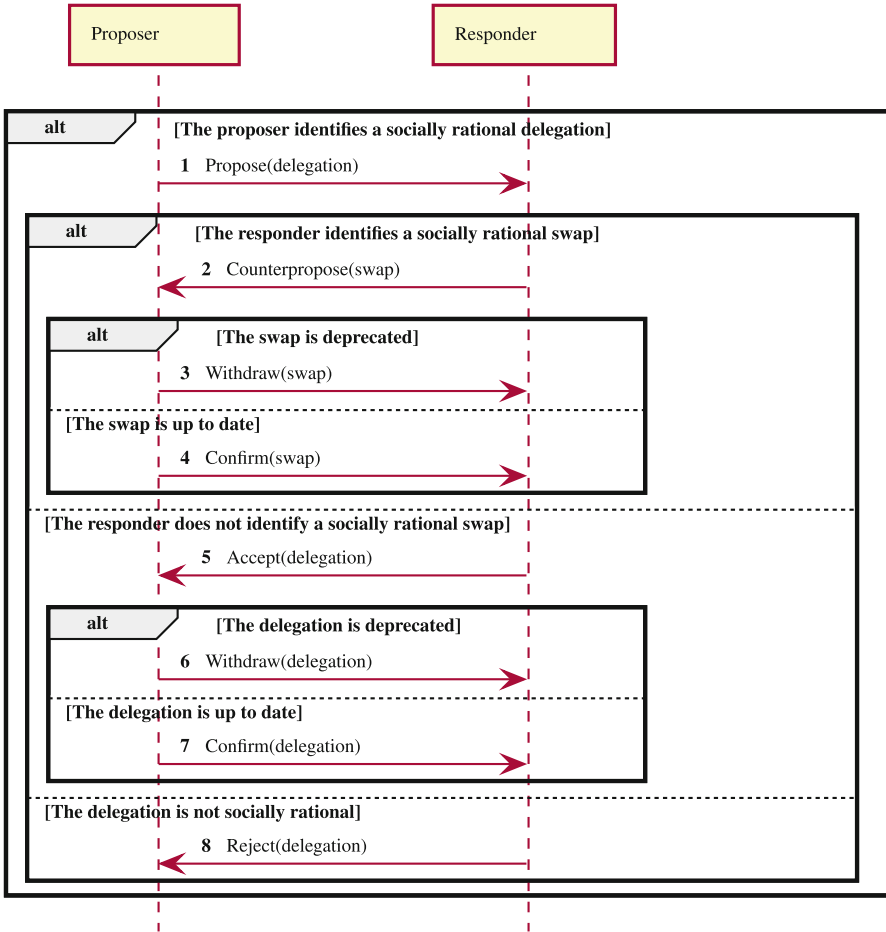 Proposer Responder
alt [The proposer identifies a socially rational delegation]
1 Propose(delegation)
alt [The responder identifies a socially rational swap]
2 Counterpropose(swap)
alt [The swap is deprecated]
3 Withdraw(swap)
[The swap is up to date]
4 Confirm(swap)
[The responder does not identify a socially rational swap]
5 Accept(delegation)
alt [The delegation is deprecated]
6 Withdraw(delegation)
[The delegation is up to date]
7 Confirm(delegation)
[The delegation is not socially rational]
8 Reject(delegation)